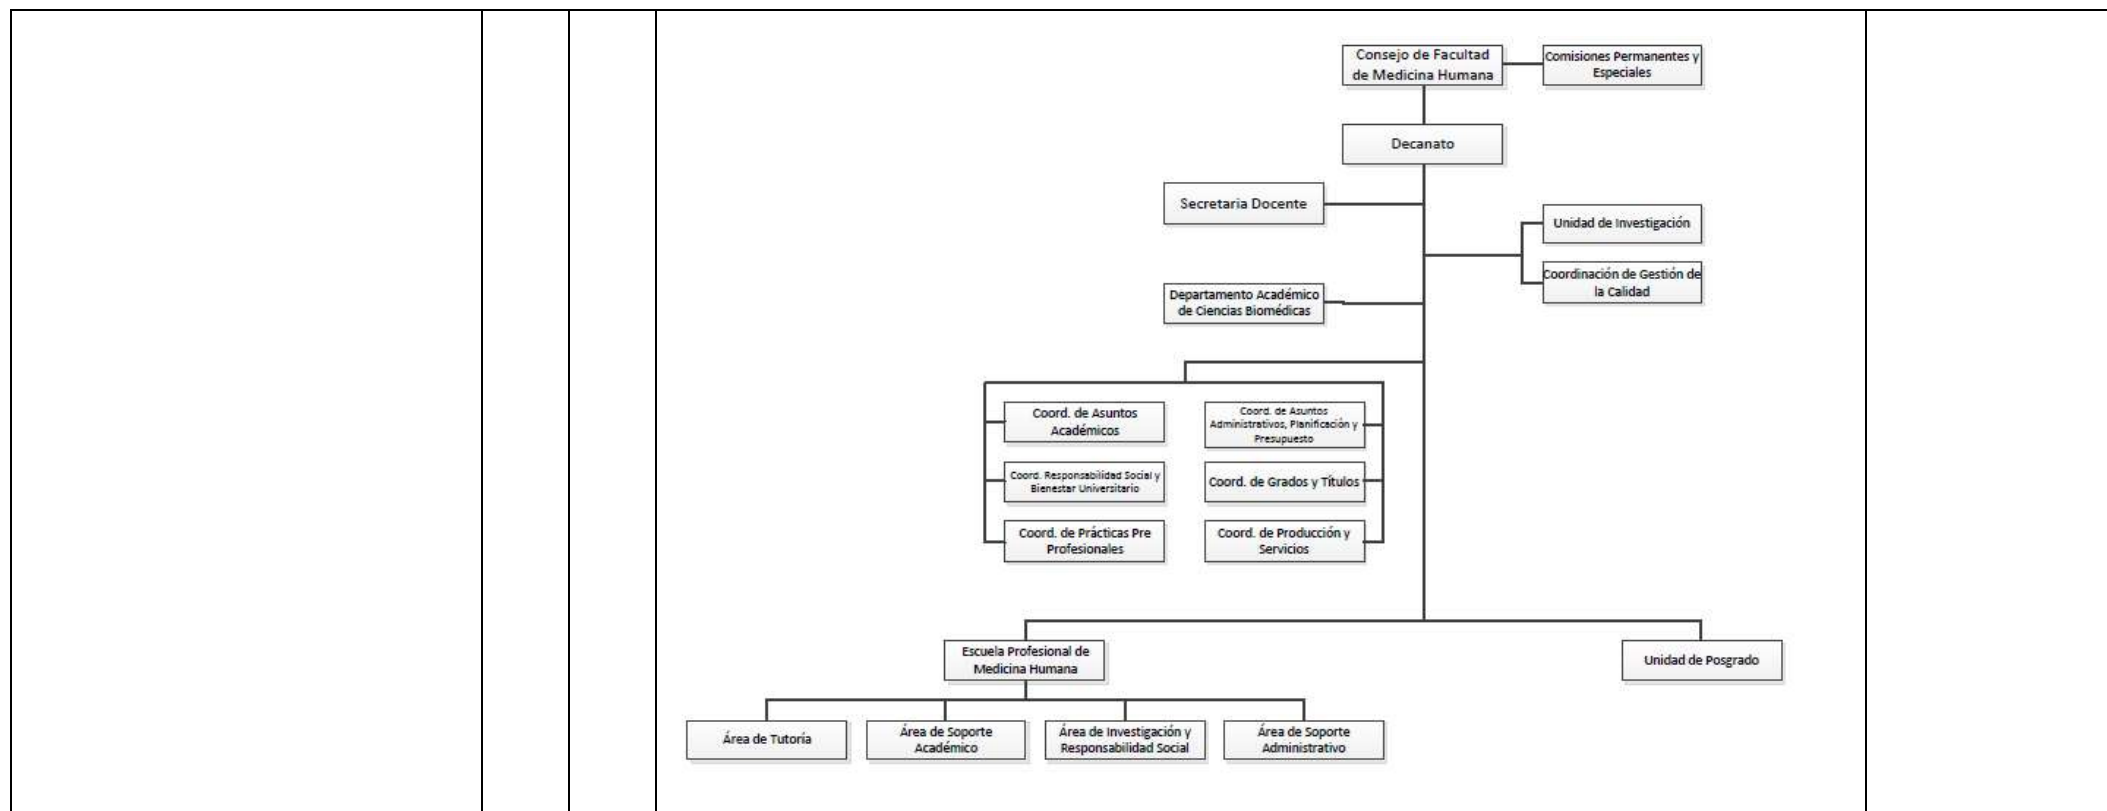 Consejo de Facultad
de Medicina Humana
Comisiones Permanentes y
Especiales
Decanato
Secretaria Docente
Unidad de Investigación
Coordinación de Gestión de
la Calidad
Departamento Académico
de Ciencias Biomédicas
Coord. de Asuntos
Académicos
Coord. de Asuntos
Administrativos, Planificación y
Presupuesto
Coord. Responsabilidad Social y
Bienestar Universitario
Coord. de Grados y Títulos
Coord. de Prácticas Pre
Profesionales
Coord. de Producción y
Servicios
Escuela Profesional de
Medicina Humana
Unidad de Posgrado
Área de Tutoría
Área de Soporte
Académico
Área de Investigación y
Responsabilidad Social
Área de Soporte
Administrativo